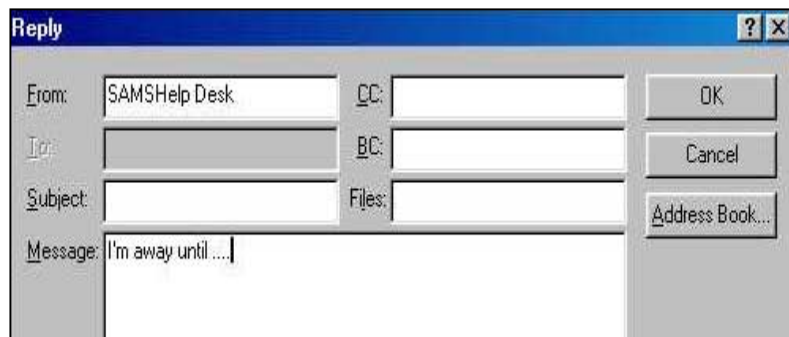 Reply
From: SAMSHelp Desk CC: OK
To: BC: Cancel
Subject: Files: Address Book...
Message: I'm away until ....